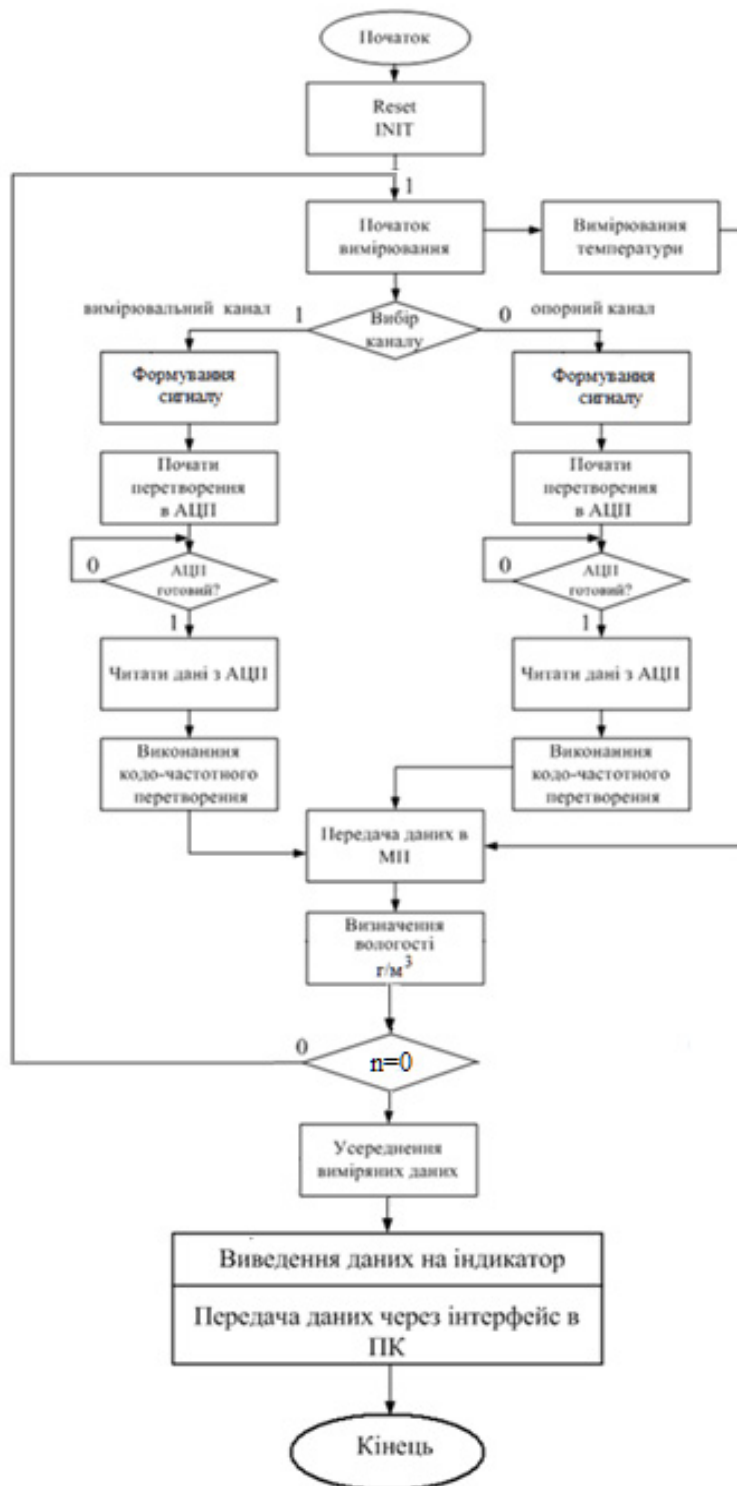 Початок
Reset
INIT
1
Початок
вимірювання
Вимірювання
температури
вимірювальний канал
1
Вибір
каналу
0
опорний канал
Формування
сигналу
Формування
сигналу
Почати
перетворення
в АЦП
Почати
перетворення
в АЦП
0
АЦП
готовий?
1
0
АЦП
готовий?
1
Читати дані з АЦП
Читати дані з АЦП
Виконанння
кодо-частотного
перетворення
Виконанння
кодо-частотного
перетворення
Передача даних в
МП
Визначення
вологості
г/м³
0
n=0
Усереднення
виміряних даних
Виведення даних на індикатор
Передача даних через інтерфейс в
ПК
Кінець